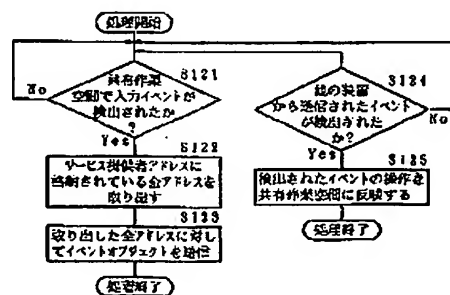 処理開始
S121
共有作業
空間で入力イベントが
検出されたか
?
No
Yes
S122
サービス提供者アドレスに
登録されている全アドレスを
取り出す
S123
取り出した全アドレスに対し
てイベントオブジェクトを送信
処理終了
S124
他の装置
から送信されたイベント
が検出された
か?
No
Yes
S125
検出されたイベントの操作を
共有作業空間に反映する
処理終了